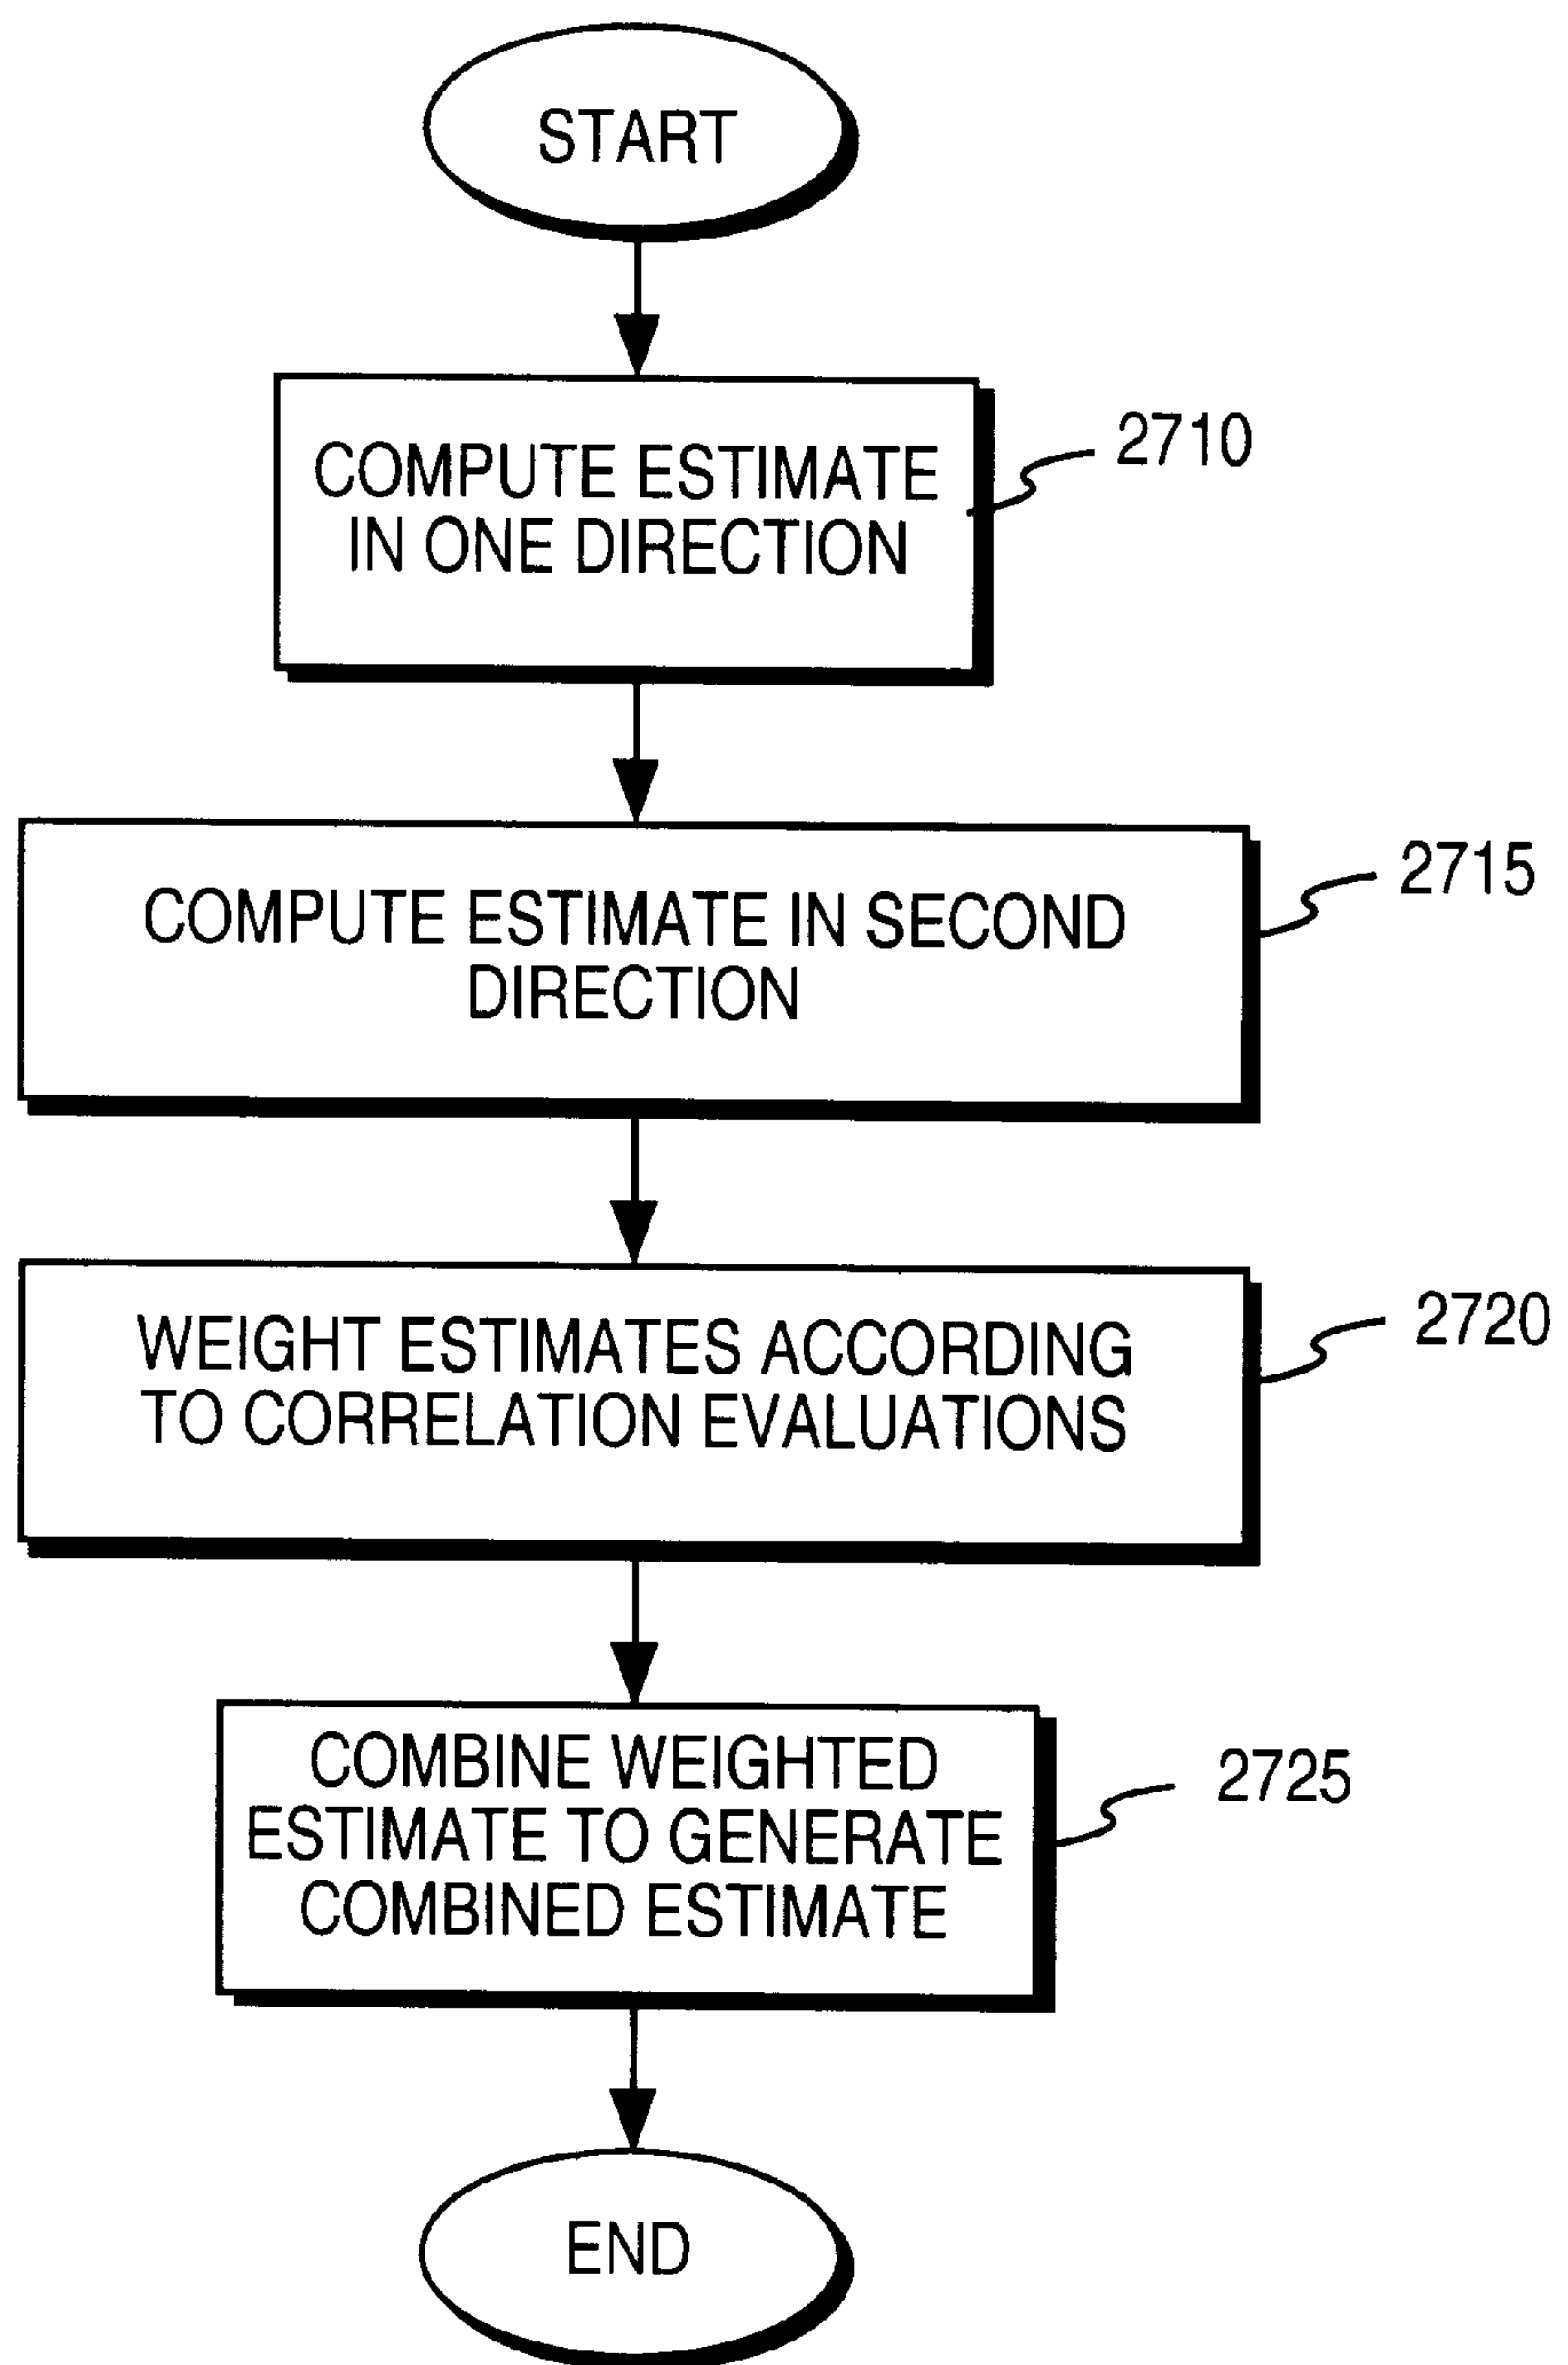 START
COMPUTE ESTIMATE
IN ONE DIRECTION
2710
COMPUTE ESTIMATE IN SECOND
DIRECTION
2715
WEIGHT ESTIMATES ACCORDING
TO CORRELATION EVALUATIONS
2720
COMBINE WEIGHTED
ESTIMATE TO GENERATE
COMBINED ESTIMATE
2725
END